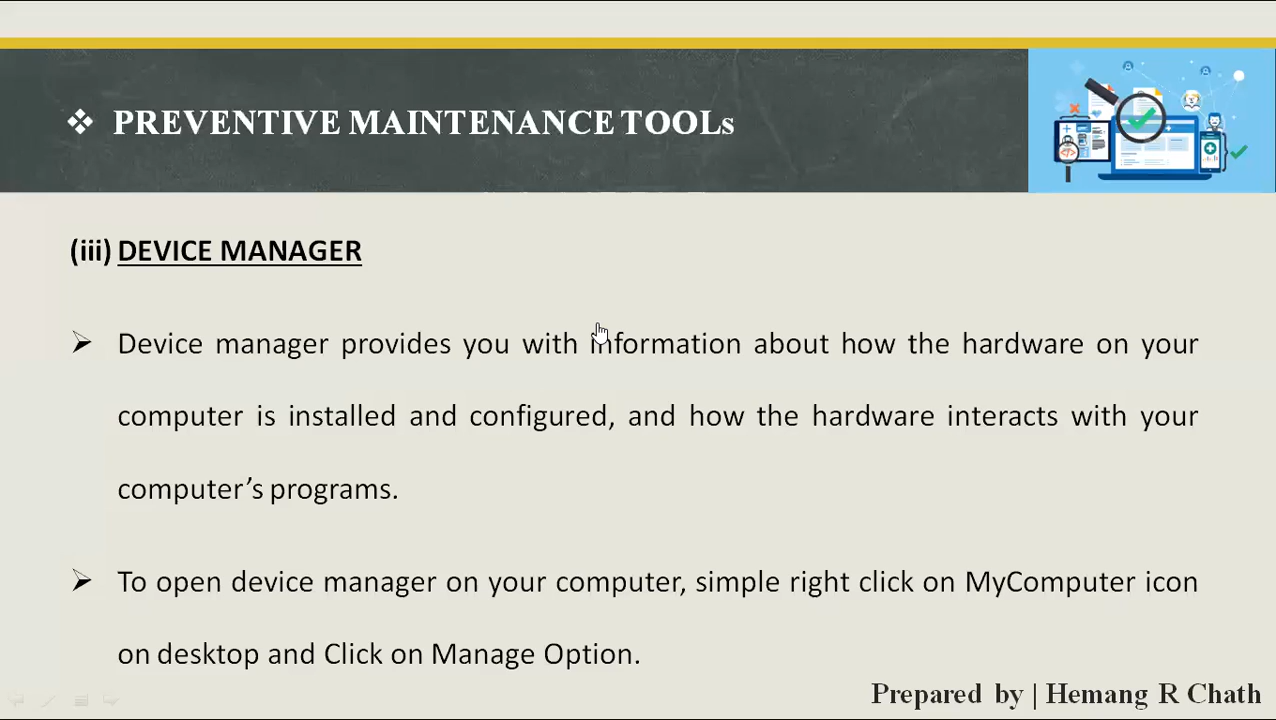 ❖ PREVENTIVE MAINTENANCE TOOLs
(iii) DEVICE MANAGER
➢ Device manager provides you with information about how the hardware on your
computer is installed and configured, and how the hardware interacts with your
computer’s programs.
➢ To open device manager on your computer, simple right click on MyComputer icon
on desktop and Click on Manage Option.
Prepared by | Hemang R Chath